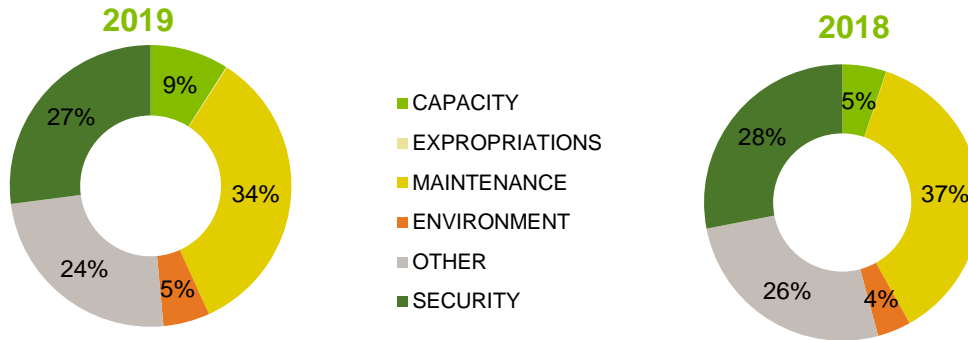 2019
9%
34%
5%
24%
27%
CAPACITY
EXPROPRIATIONS
MAINTENANCE
ENVIRONMENT
OTHER
SECURITY
2018
5%
37%
4%
26%
28%